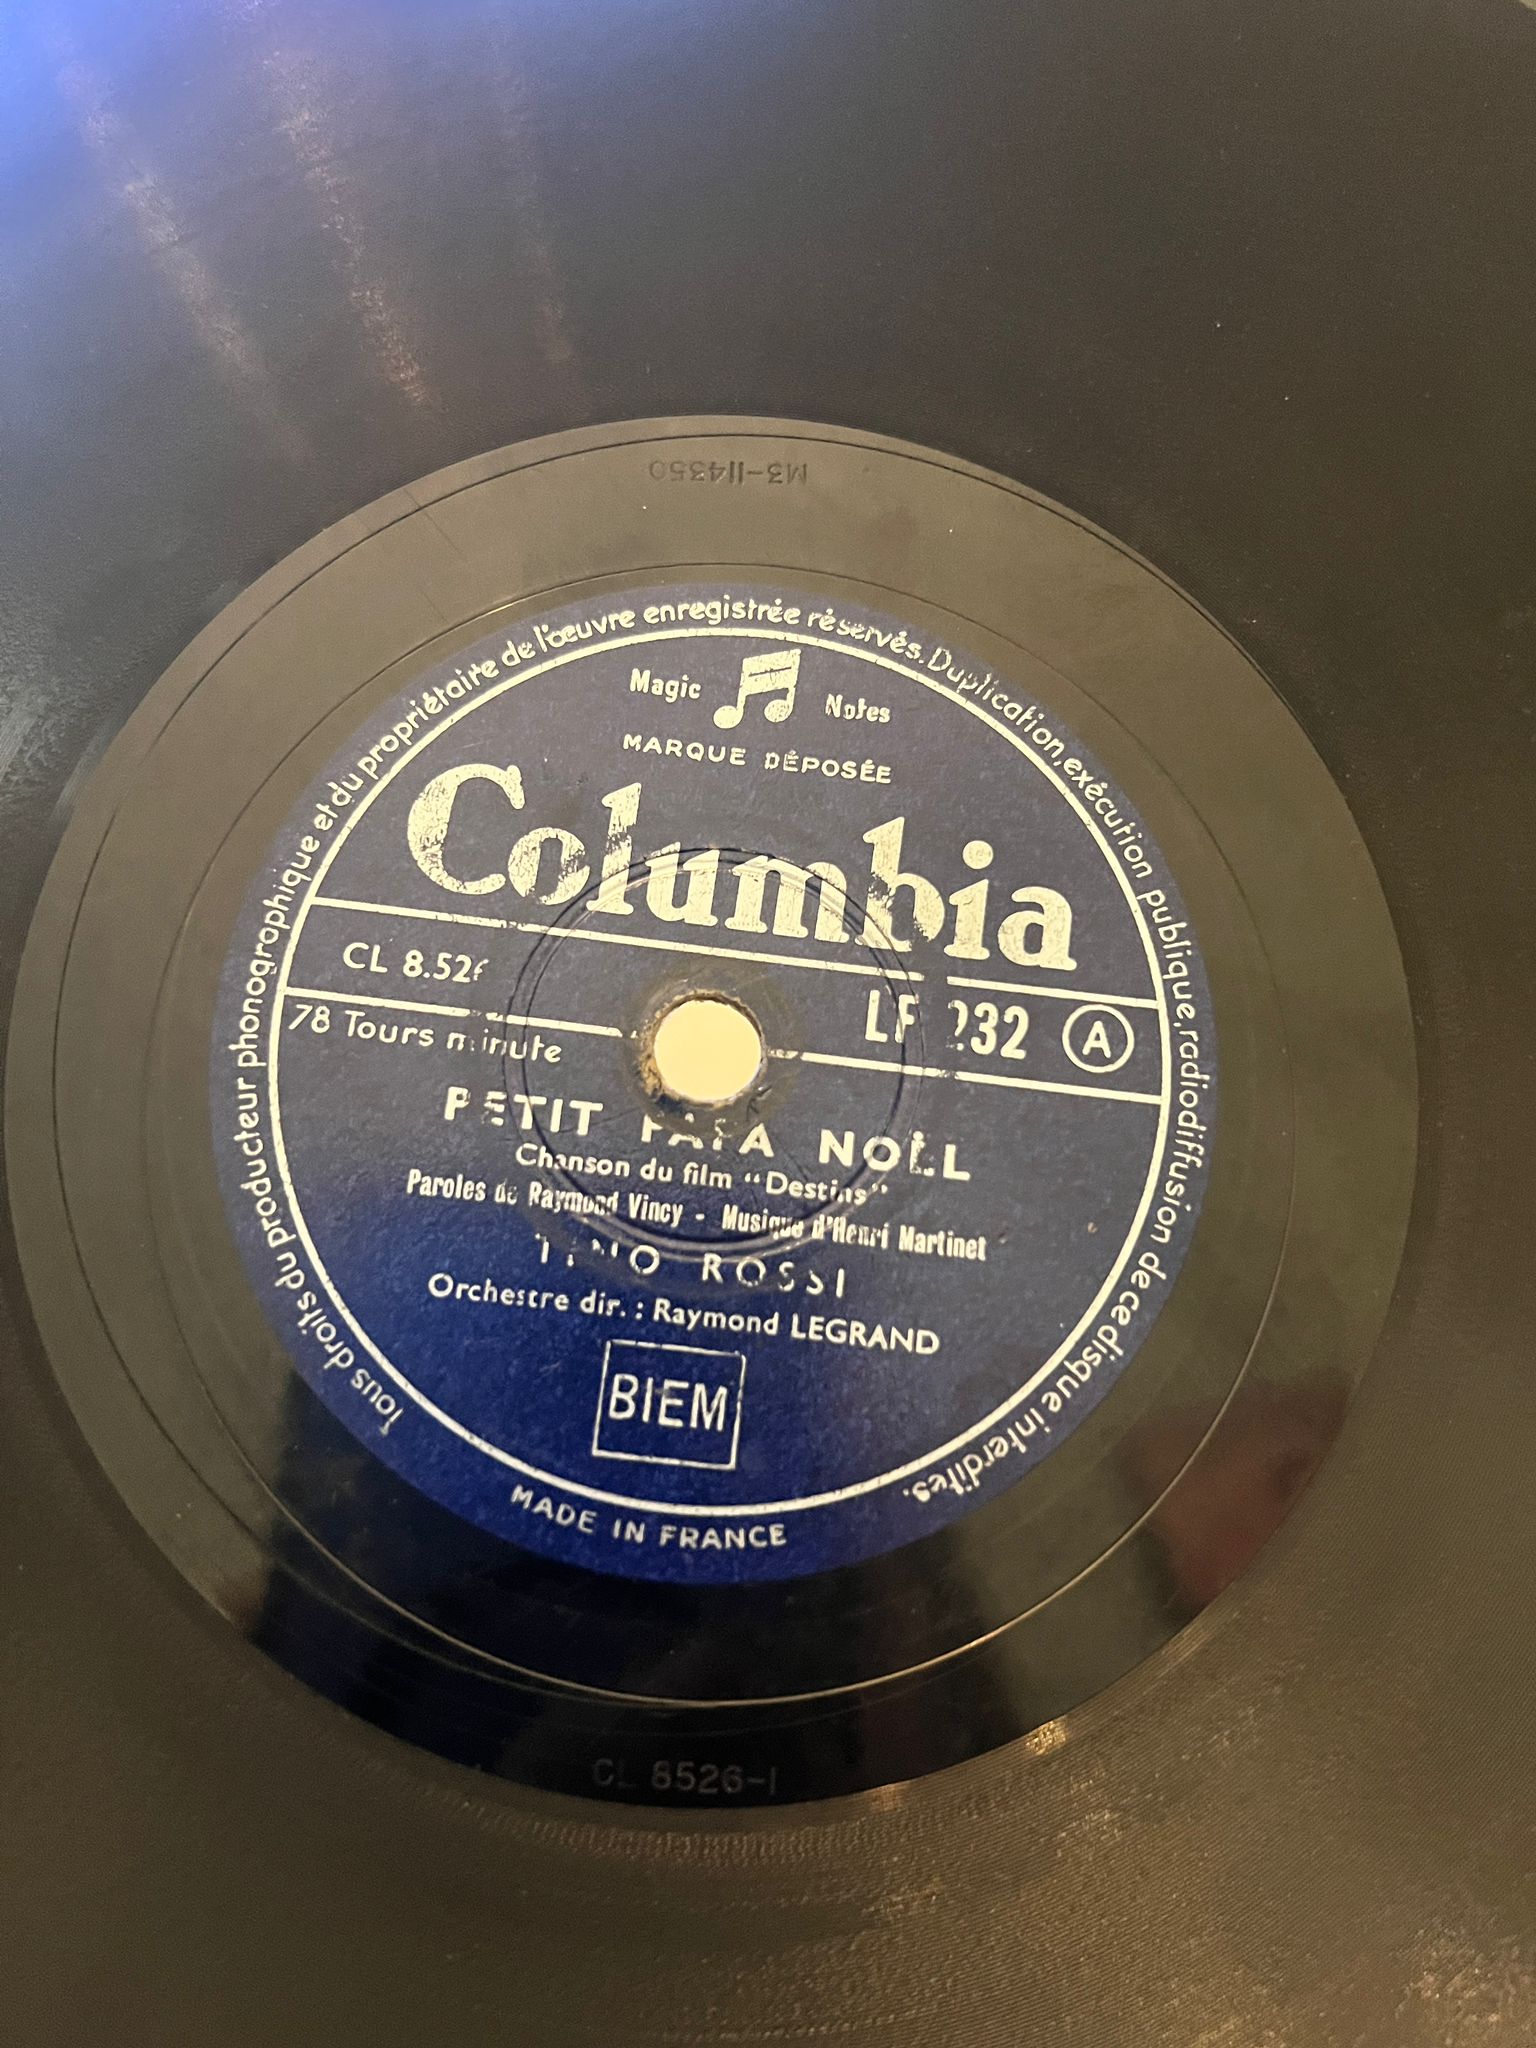 M3-114350
Tous droits du producteur phonographique et du propriétaire de l'œuvre enregistrée réservés. Duplication, exécution publique, radiodiffusion de ce disque interdites.
Magic Notes
MARQUE DÉPOSÉE
Columbia
CL 8.526
LF 232 A
78 Tours minute
PETIT PAPA NOËL
Chanson du film “Destins”
Paroles de Raymond Vincy - Musique d'Henri Martinet
TINO ROSSI
Orchestre dir. : Raymond LEGRAND
BIEM
MADE IN FRANCE
CL 8526-1